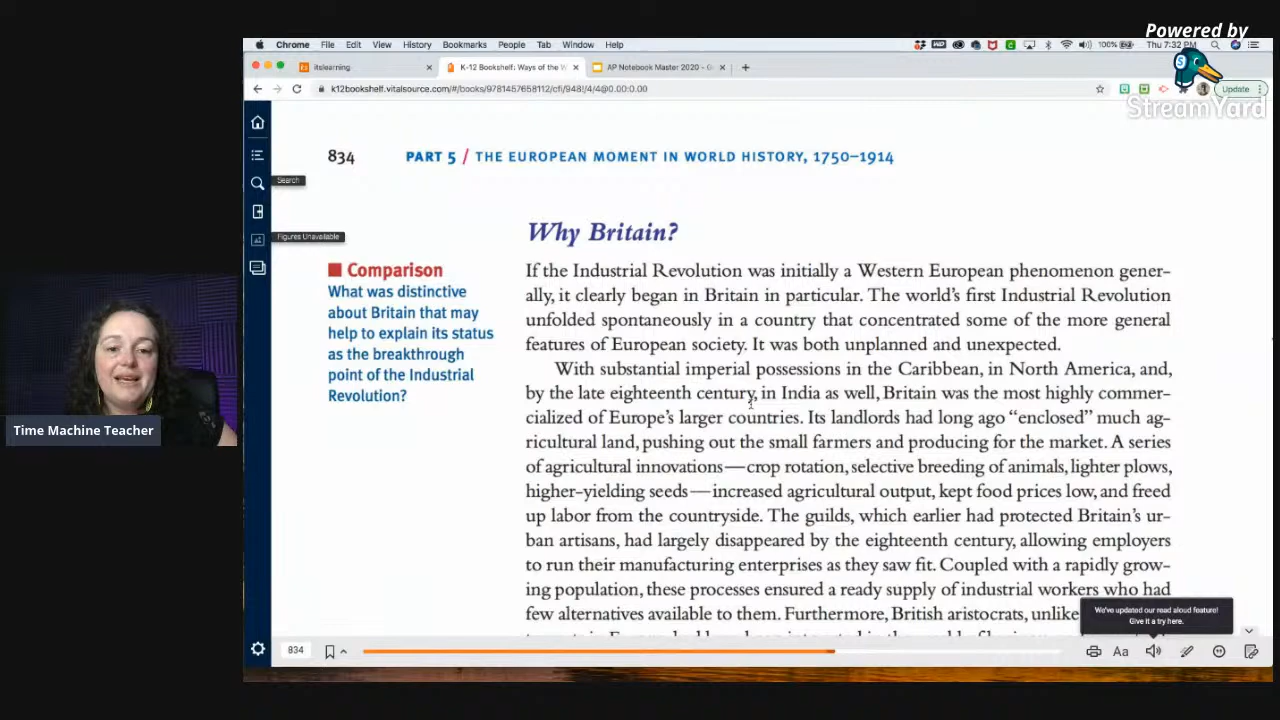 Powered by
StreamYard
Chrome File Edit View History Bookmarks People Tab Window Help
100% Thu 7:32 PM
itslearning × K-12 Bookshelf: Ways of the W × AP Notebook Master 2020 - G × +
k12bookshelf.vitalsource.com/#/books/9781457658112/cfi/948!/4/4@0.00:0.00
Update
Search
Figures Unavailable
834 PART 5 / THE EUROPEAN MOMENT IN WORLD HISTORY, 1750–1914
Comparison
What was distinctive
about Britain that may
help to explain its status
as the breakthrough
point of the Industrial
Revolution?
Why Britain?
If the Industrial Revolution was initially a Western European phenomenon gener-
ally, it clearly began in Britain in particular. The world's first Industrial Revolution
unfolded spontaneously in a country that concentrated some of the more general
features of European society. It was both unplanned and unexpected.
With substantial imperial possessions in the Caribbean, in North America, and,
by the late eighteenth century, in India as well, Britain was the most highly commer-
cialized of Europe's larger countries. Its landlords had long ago “enclosed” much ag-
ricultural land, pushing out the small farmers and producing for the market. A series
of agricultural innovations—crop rotation, selective breeding of animals, lighter plows,
higher-yielding seeds—increased agricultural output, kept food prices low, and freed
up labor from the countryside. The guilds, which earlier had protected Britain's ur-
ban artisans, had largely disappeared by the eighteenth century, allowing employers
to run their manufacturing enterprises as they saw fit. Coupled with a rapidly grow-
ing population, these processes ensured a ready supply of industrial workers who had
few alternatives available to them. Furthermore, British aristocrats, unlike
We've updated our read aloud feature!
Give it a try here.
834
Aa
Time Machine Teacher